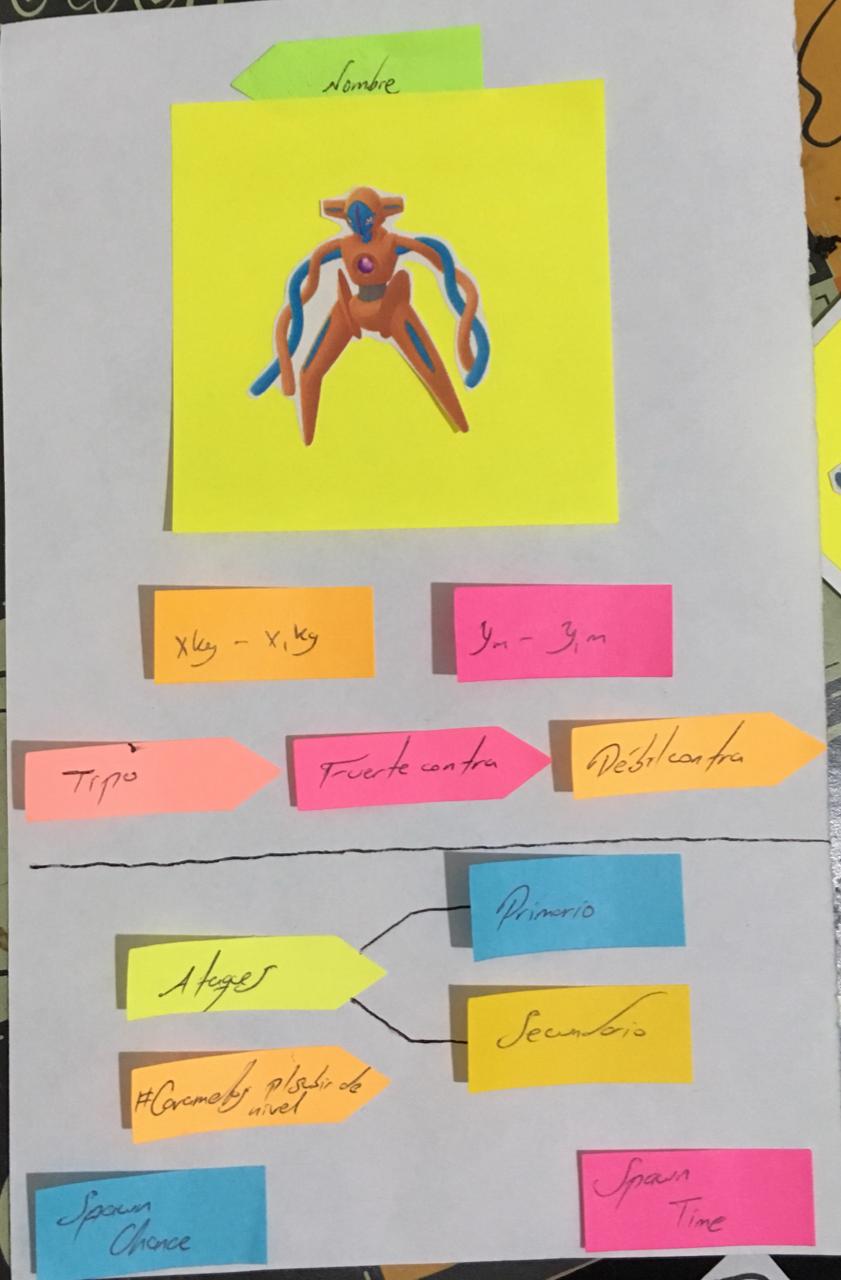 Nombre
xkg - x,kg
ym - y,m
Tipo
Fuerte contra
Débil contra
Primario
Ataques
Secundario
#Caramelos p/subir de
nivel
Spawn
Chance
Spawn
Time